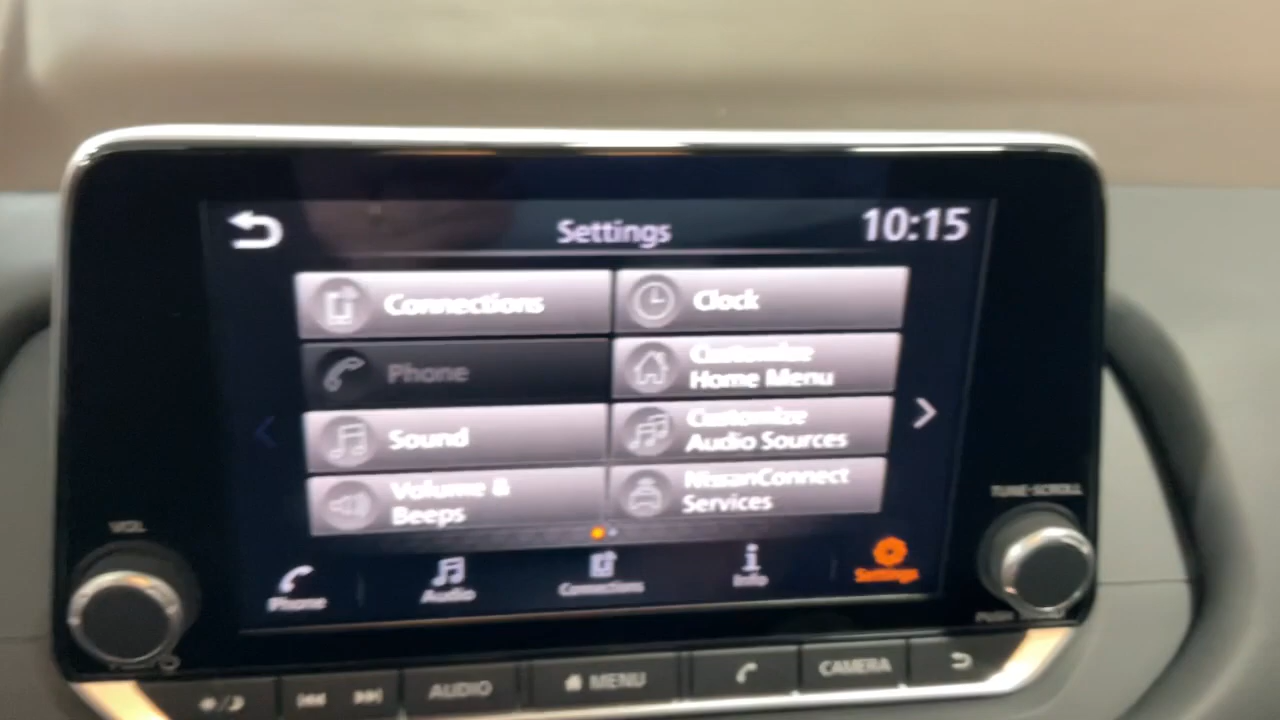 Settings
10:15
Connections
Clock
Phone
Customize
Home Menu
Sound
Customize
Audio Sources
Volume &
Beeps
NissanConnect
Services
Phone
Audio
Connections
Info
Settings
VOL
TUNE·SCROLL
PUSH
AUDIO
MENU
CAMERA